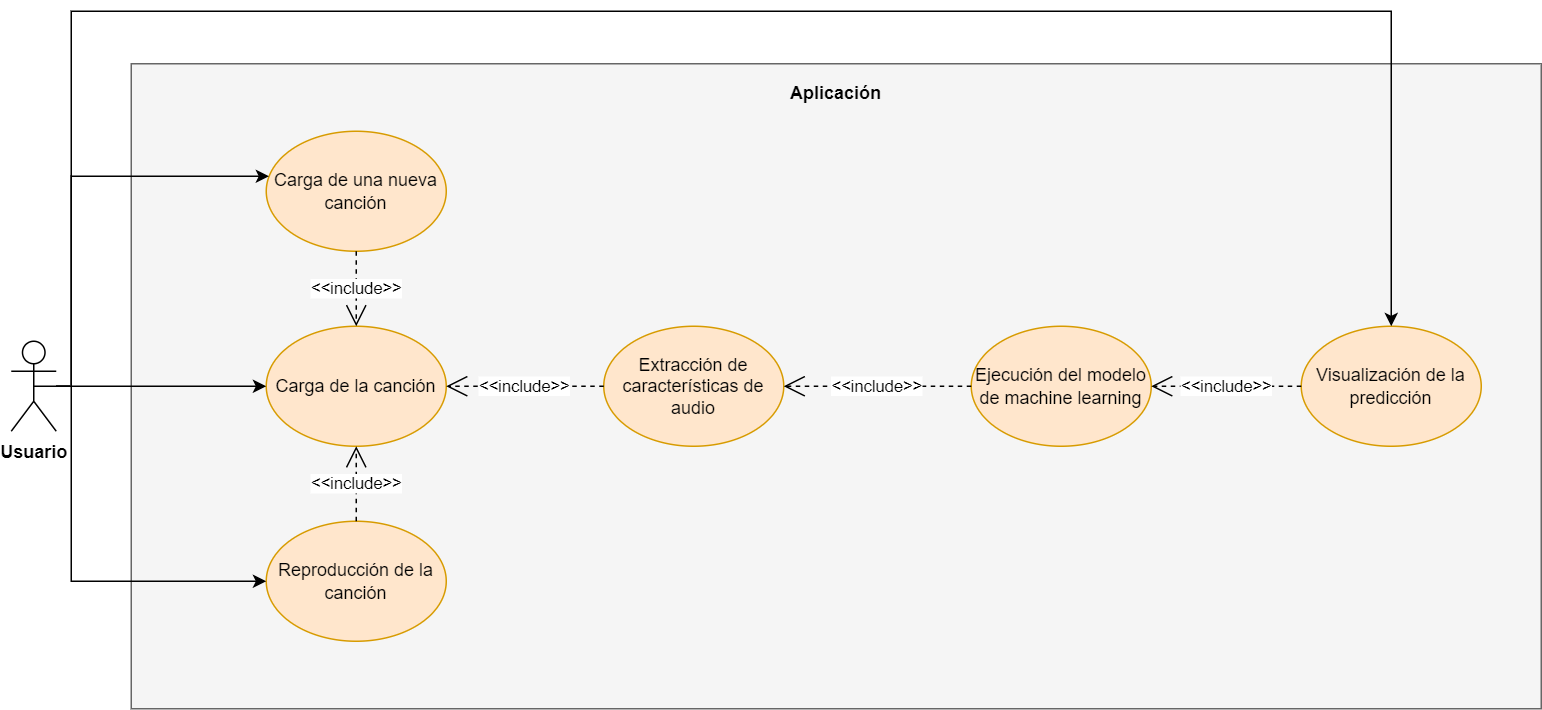 Aplicación
Carga de una nueva
canción
<<include>>
Carga de la canción
<<include>>
Extracción de
características de
audio
<<include>>
Ejecución del modelo
de machine learning
<<include>>
Visualización de la
predicción
Usuario
<<include>>
Reproducción de la
canción